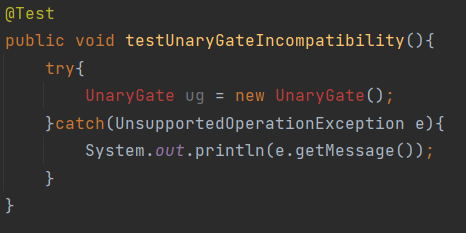 @Test
public void testUnaryGateIncompatibility(){
    try{
        UnaryGate ug = new UnaryGate();
    }catch(UnsupportedOperationException e){
        System.out.println(e.getMessage());
    }
}